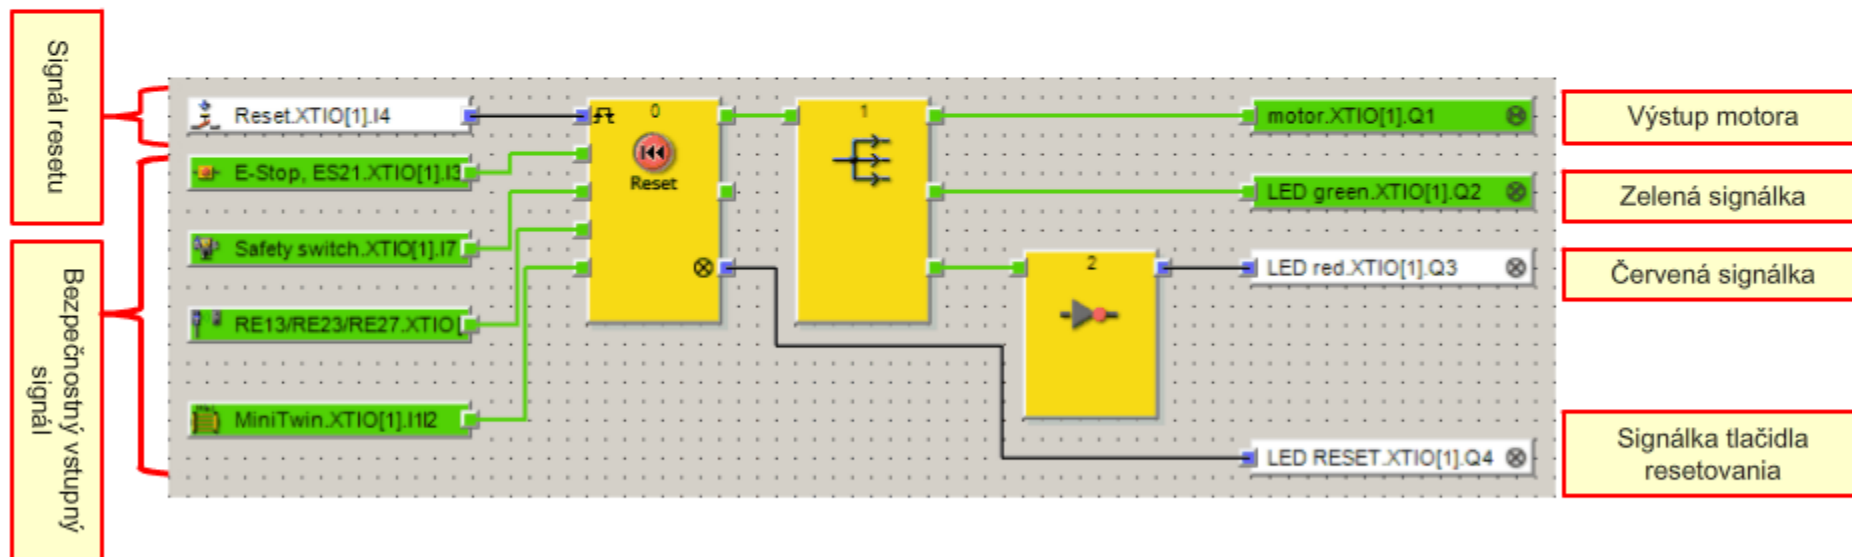 Signál resetu
Bezpečnostný vstupný
signál
Reset.XTIO[1].I4
E-Stop, ES21.XTIO[1].I3
Safety switch.XTIO[1].I7
RE13/RE23/RE27.XTIO[
MiniTwin.XTIO[1].I1I2
0
Reset
1
2
motor.XTIO[1].Q1
LED green.XTIO[1].Q2
LED red.XTIO[1].Q3
LED RESET.XTIO[1].Q4
Výstup motora
Zelená signálka
Červená signálka
Signálka tlačidla
resetovania